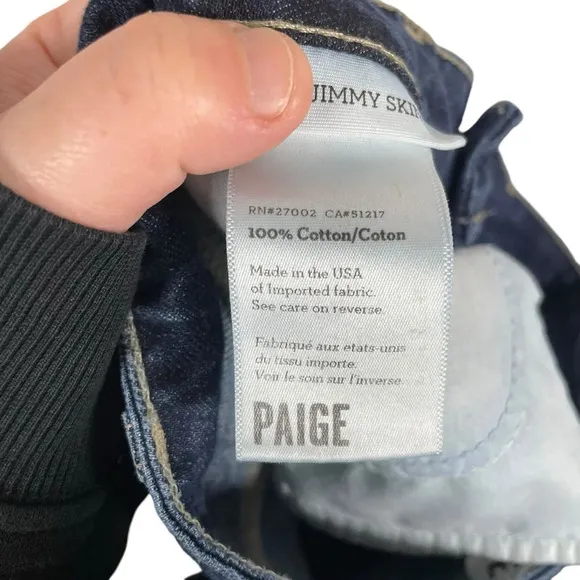 JIMMY
RN#27002 CA#51217
100% Cotton/Coton
Made in the USA
of Imported fabric.
See care on reverse.
Fabriqué aux etats-unis
du tissu importe.
Voir le soin sur l'inverse.
PAIGE